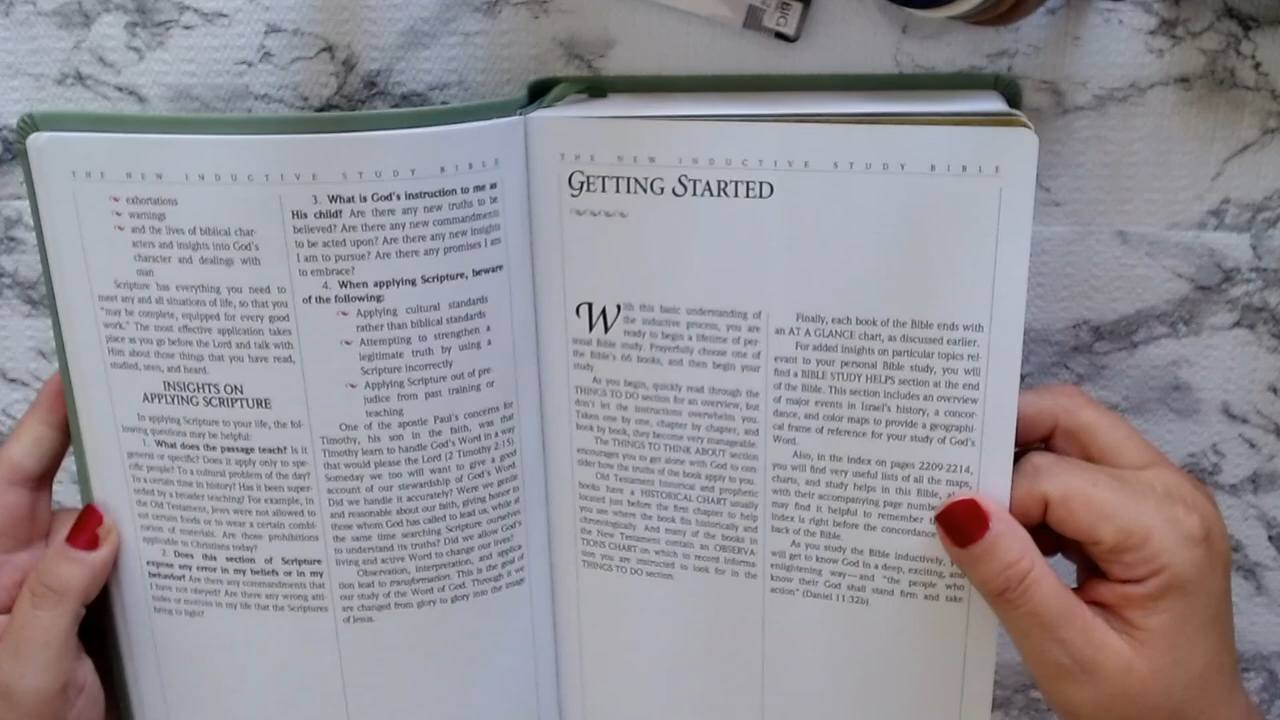 BIG
THE NEW INDUCTIVE STUDY BIBLE
exhortations
warnings
and the lives of biblical char-
acters and insights into God's
character and dealings with
man.
Scripture has everything you need to
meet any and all situations of life, so that you
"may be complete, equipped for every good
work." The most effective application takes
place as you go before the Lord and talk with
Him about those things that you have read,
studied, seen, and heard.
INSIGHTS ON
APPLYING SCRIPTURE
In applying Scripture to your life, the fol-
lowing questions may be helpful:
1. What does the passage teach? Is it
general or specific? Does it apply only to spe-
cific people? To a cultural problem of the day?
To a certain time in history? Has it been super-
seded by a broader teaching? For example, in
the Old Testament, Jews were not allowed to
eat certain foods or to wear a certain combi-
nation of materials. Are those prohibitions
applicable to Christians today?
2. Does this section of Scripture
expose any error in my beliefs or in my
behavior? Are there any commandments that
I have not obeyed? Are there any wrong atti-
tudes or motives in my life that the Scriptures
bring to light?
3. What is God's instruction to me as
His child? Are there any new truths to be
believed? Are there any new commandments
to be acted upon? Are there any new insights
I am to pursue? Are there any promises I am
to embrace?
4. When applying Scripture, beware
of the following:
Applying cultural standards
rather than biblical standards
Attempting to strengthen a
legitimate truth by using a
Scripture incorrectly
Applying Scripture out of pre-
judice from past training or
teaching
One of the apostle Paul's concerns for
Timothy, his son in the faith, was that
Timothy learn to handle God's Word in a way
that would please the Lord (2 Timothy 2:15).
Someday we too will want to give a good
account of our stewardship of God's Word.
Did we handle it accurately? Were we gentle
and reasonable about our faith, giving honor to
those whom God has called to lead us, while at
the same time searching Scripture ourselves
to understand its truths? Did we allow God's
living and active Word to change our lives?
Observation, interpretation, and applica-
tion lead to transformation. This is the goal of
our study of the Word of God. Through it we
are changed from glory to glory into the image
of Jesus.
THE NEW INDUCTIVE STUDY BIBLE
GETTING STARTED
With this basic understanding of
the inductive process, you are
ready to begin a lifetime of per-
sonal Bible study. Prayerfully choose one of
the Bible's 66 books, and then begin your
study.
As you begin, quickly read through the
THINGS TO DO section for an overview, but
don't let the instructions overwhelm you.
Taken one by one, chapter by chapter, and
book by book, they become very manageable.
The THINGS TO THINK ABOUT section
encourages you to get alone with God to con-
sider how the truths of the book apply to you.
Old Testament historical and prophetic
books have a HISTORICAL CHART usually
located just before the first chapter to help
you see where the book fits historically and
chronologically. And many of the books in
the New Testament contain an OBSERVA-
TIONS CHART on which to record informa-
tion you are instructed to look for in the
THINGS TO DO section.
Finally, each book of the Bible ends with
an AT A GLANCE chart, as discussed earlier.
For added insights on particular topics rel-
evant to your personal Bible study, you will
find a BIBLE STUDY HELPS section at the end
of the Bible. This section includes an overview
of major events in Israel's history, a concor-
dance, and color maps to provide a geographi-
cal frame of reference for your study of God's
Word.
Also, in the Index on pages 2209-2214,
you will find very useful lists of all the maps,
charts, and study helps in this Bible,
with their accompanying page numbe
may find it helpful to remember
Index is right before the concordance
back of the Bible.
As you study the Bible Inductively,
will get to know God in a deep, exciting, and
enlightening way—and "the people who
know their God shall stand firm and take
action" (Daniel 11:32b).